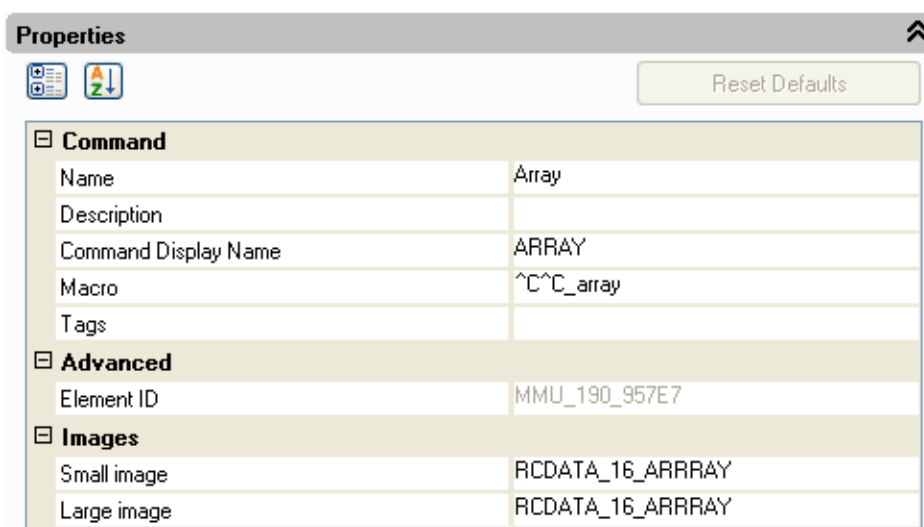 Properties
Reset Defaults
Command
Name Array
Description
Command Display Name ARRAY
Macro ^C^C_array
Tags
Advanced
Element ID MMU_190_957E7
Images
Small image RCDATA_16_ARRRAY
Large image RCDATA_16_ARRRAY